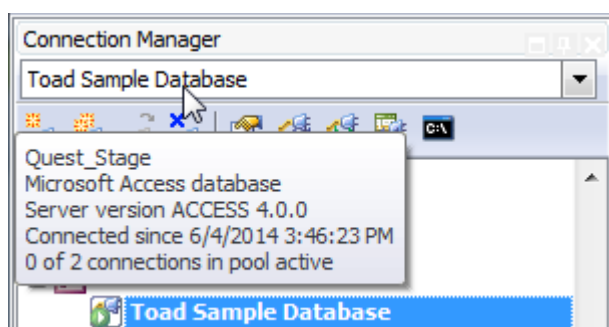 Connection Manager
Toad Sample Database
C:\
Quest_Stage
Microsoft Access database
Server version ACCESS 4.0.0
Connected since 6/4/2014 3:46:23 PM
0 of 2 connections in pool active
Toad Sample Database